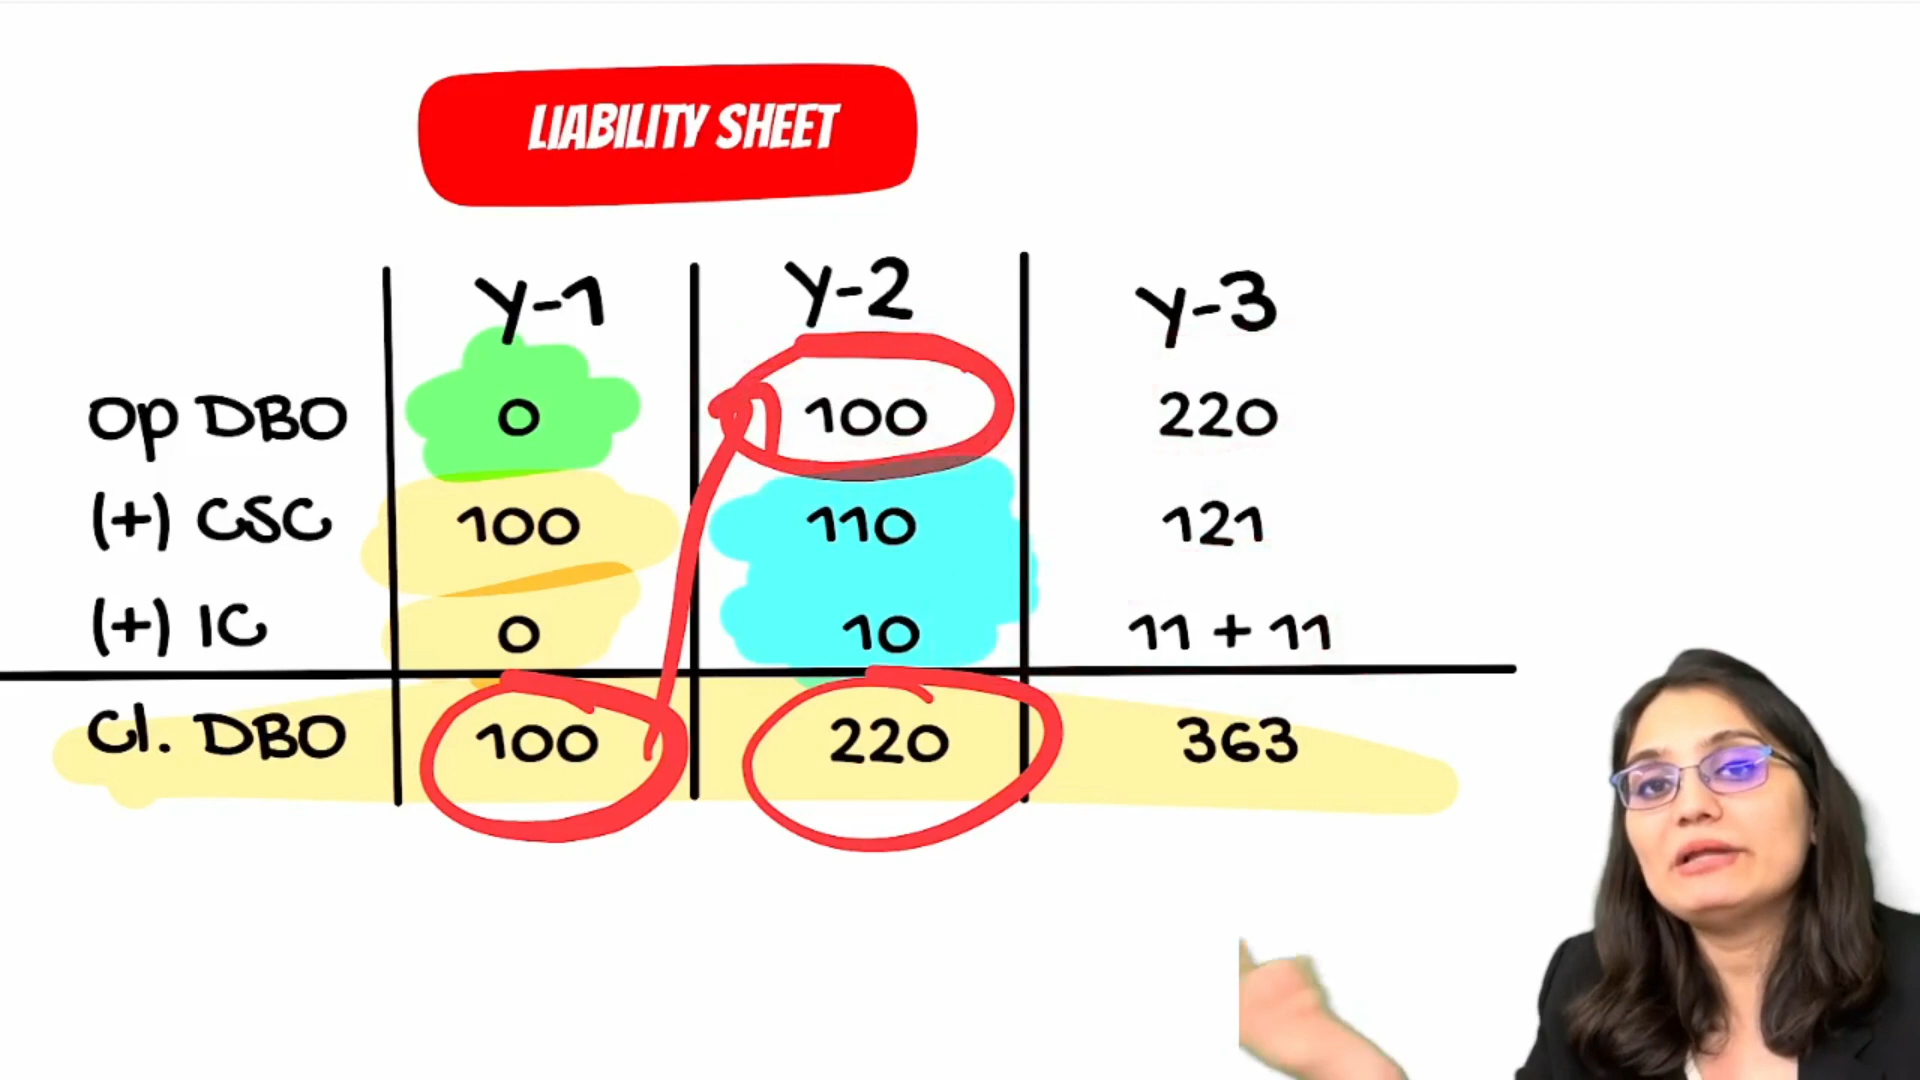 LIABILITY SHEET
y-1 y-2 y-3
Op DBO 0 100 220
(+) CSC 100 110 121
(+) IC 0 10 11 + 11
Cl. DBO 100 220 363